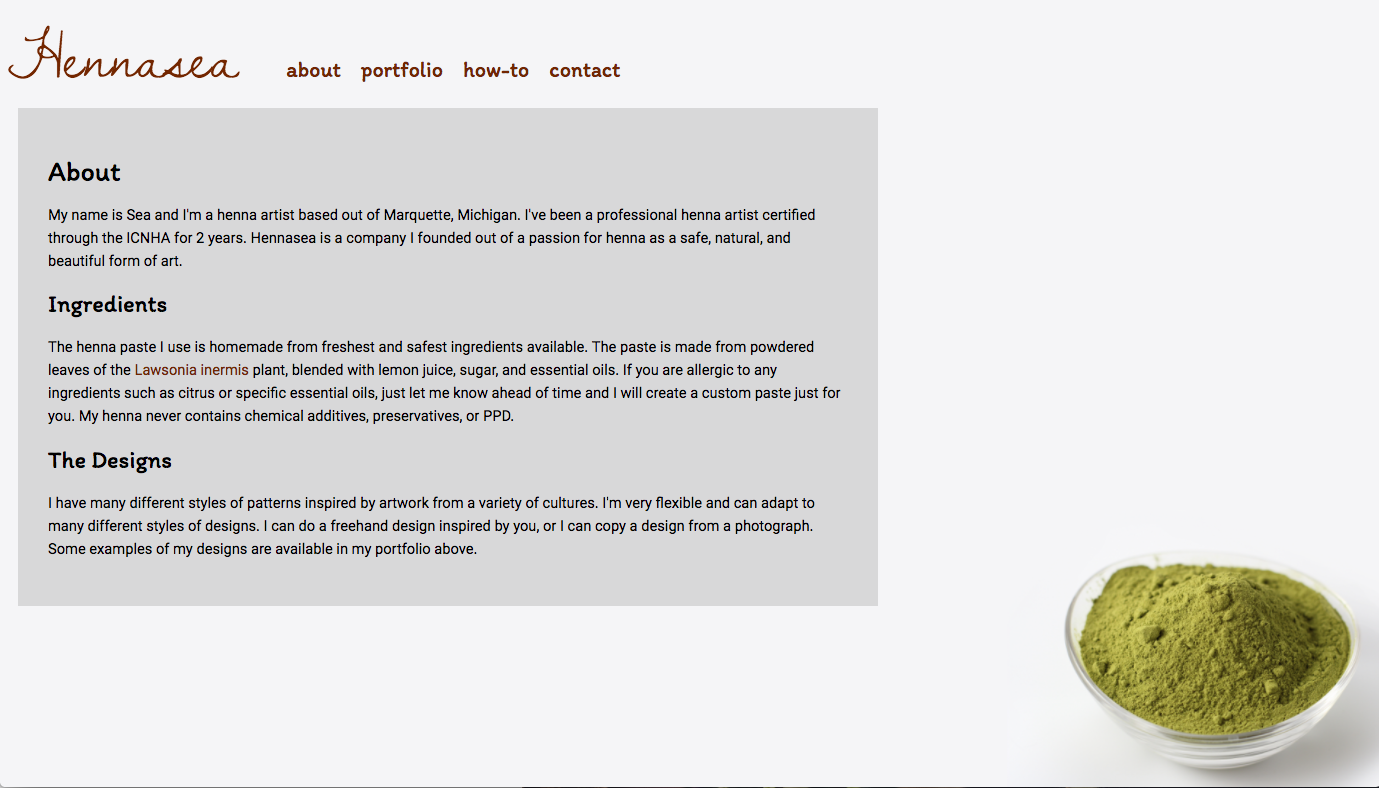 Hennasea
about portfolio how-to contact
About
My name is Sea and I'm a henna artist based out of Marquette, Michigan. I've been a professional henna artist certified
through the ICNHA for 2 years. Hennasea is a company I founded out of a passion for henna as a safe, natural, and
beautiful form of art.
Ingredients
The henna paste I use is homemade from freshest and safest ingredients available. The paste is made from powdered
leaves of the Lawsonia inermis plant, blended with lemon juice, sugar, and essential oils. If you are allergic to any
ingredients such as citrus or specific essential oils, just let me know ahead of time and I will create a custom paste just for
you. My henna never contains chemical additives, preservatives, or PPD.
The Designs
I have many different styles of patterns inspired by artwork from a variety of cultures. I'm very flexible and can adapt to
many different styles of designs. I can do a freehand design inspired by you, or I can copy a design from a photograph.
Some examples of my designs are available in my portfolio above.